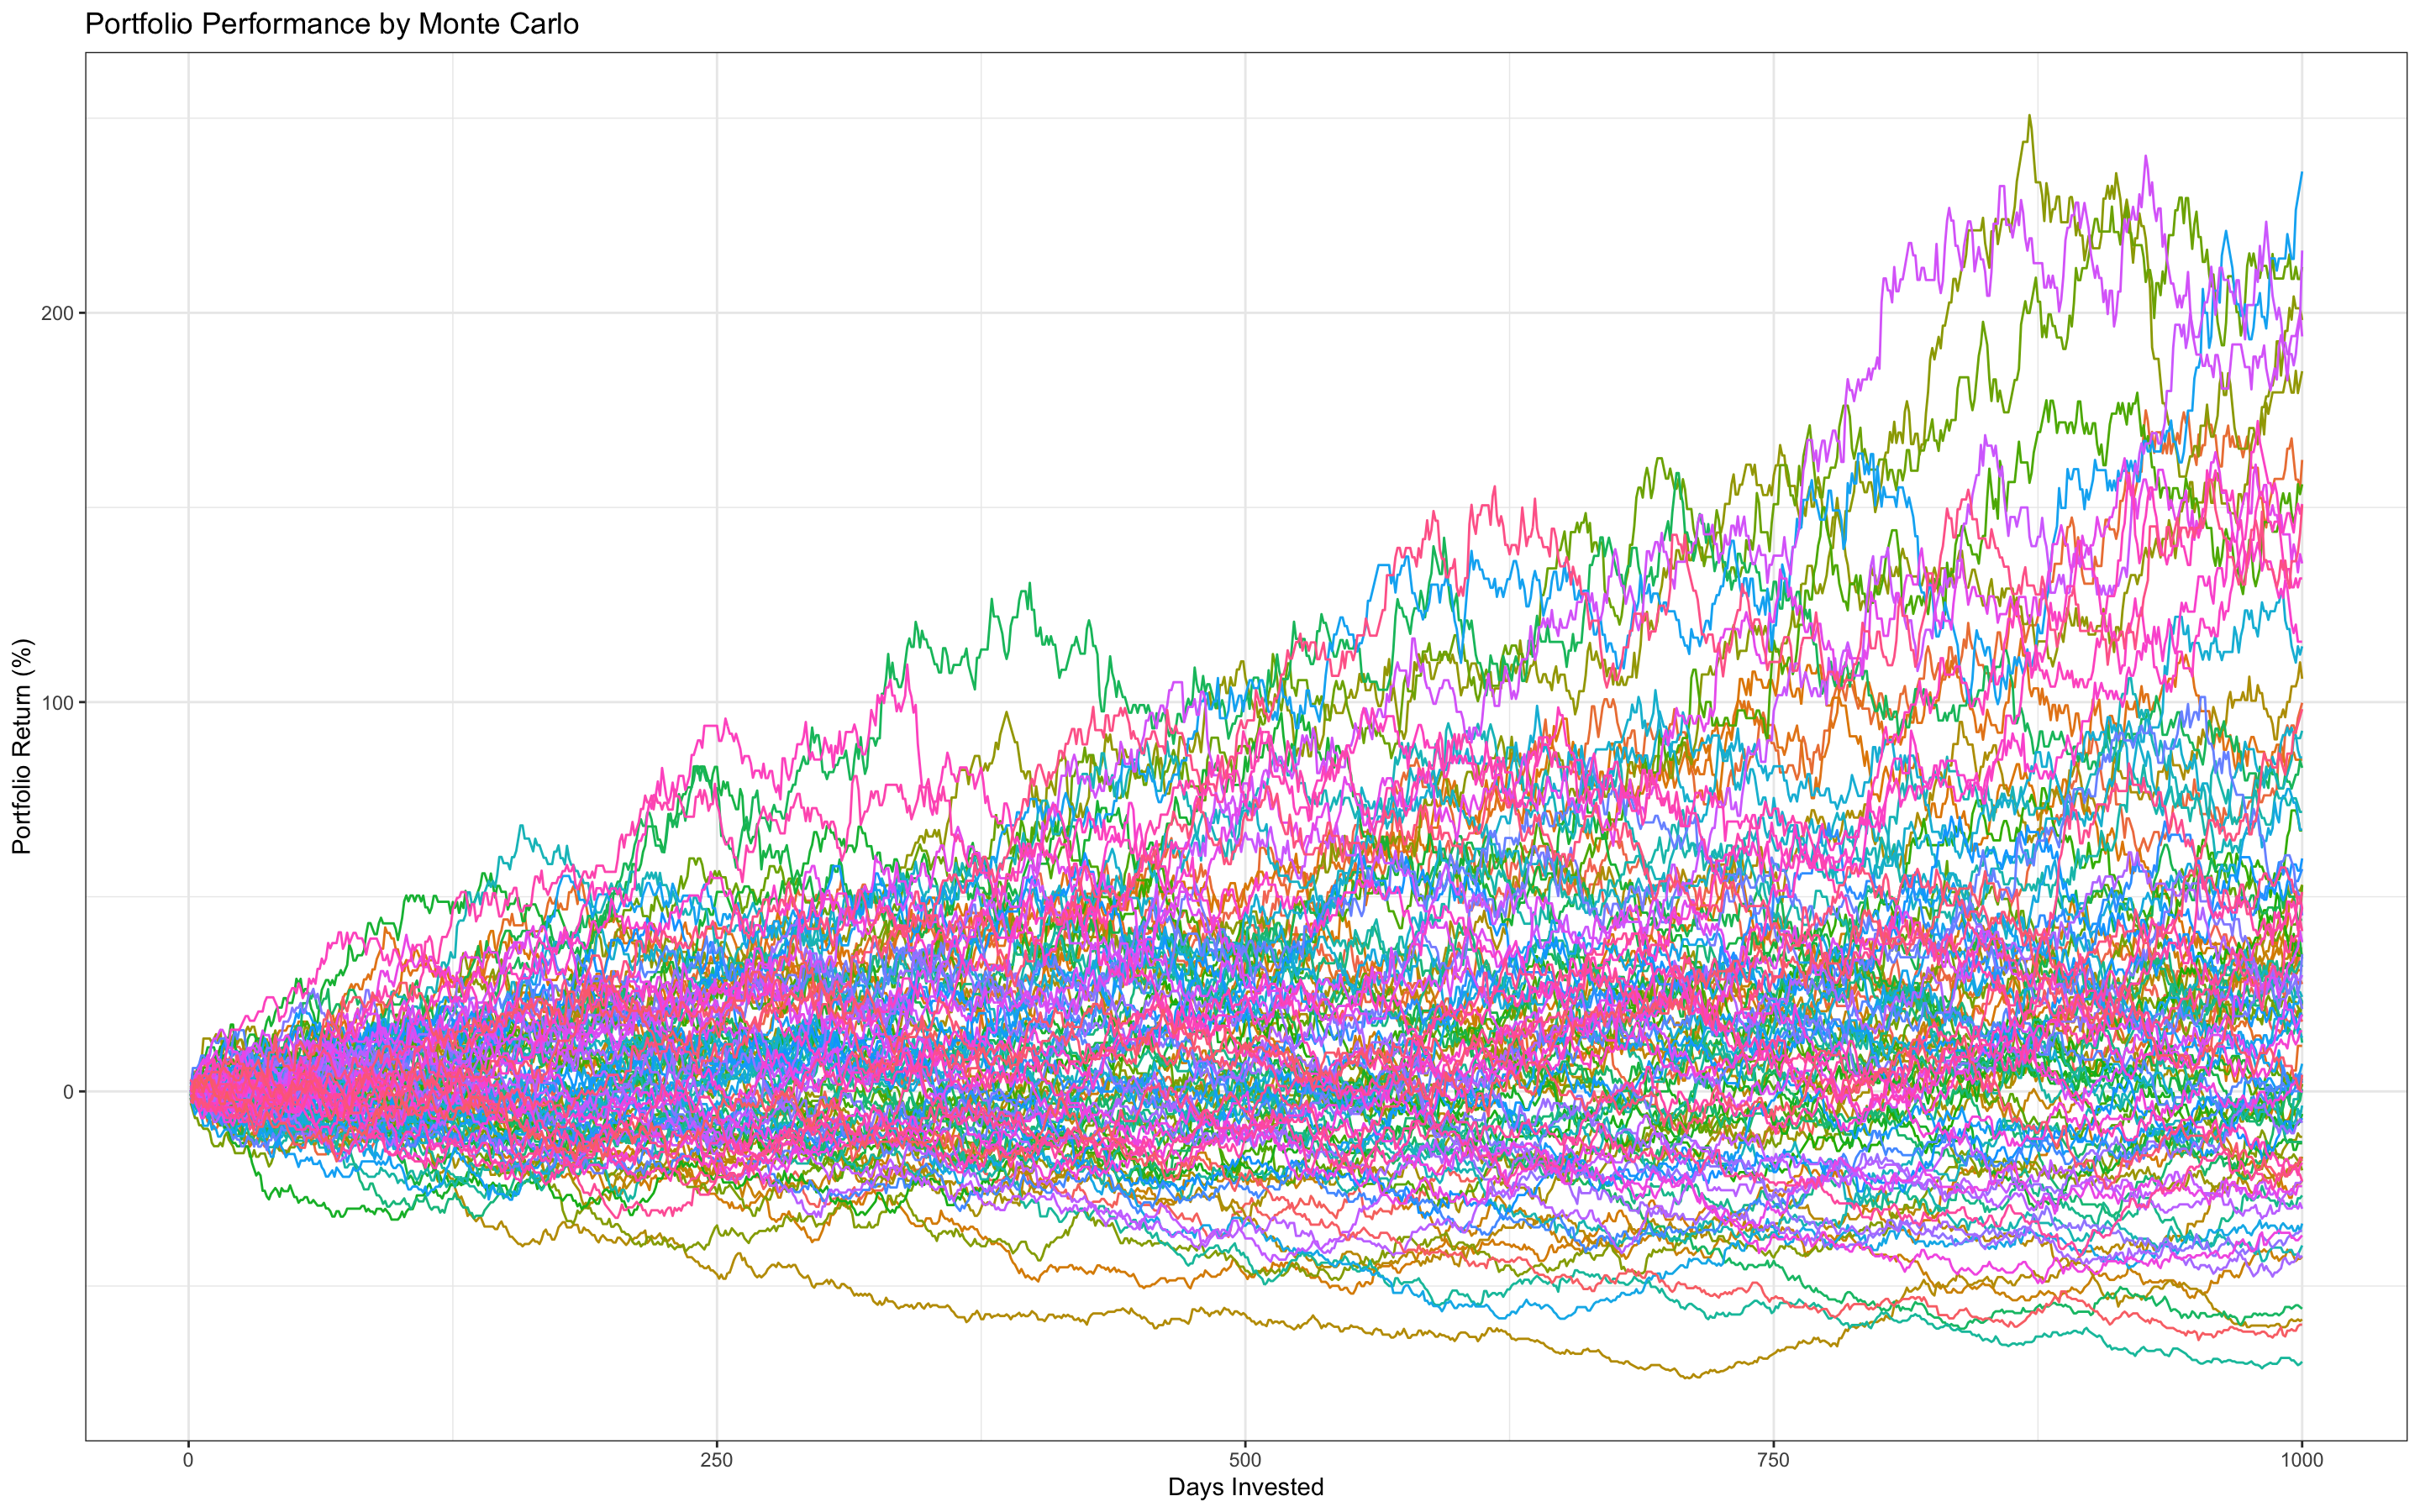 Portfolio Performance by Monte Carlo
Portfolio Return (%)
200
100
0
0 250 500 750 1000
Days Invested